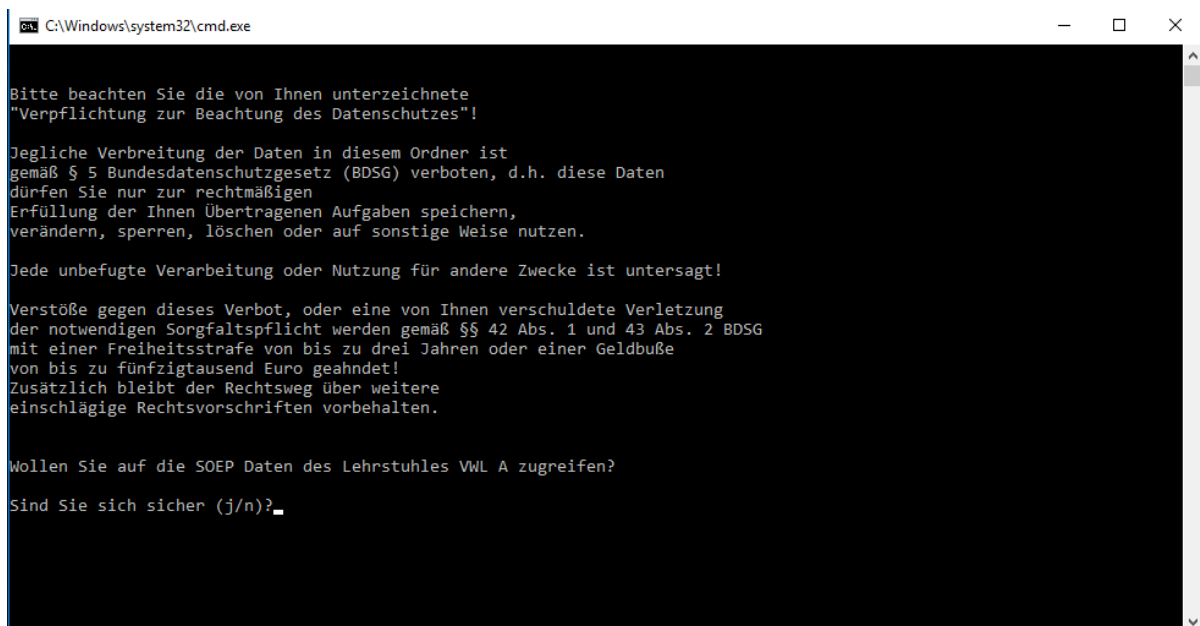 C:\Windows\system32\cmd.exe
Bitte beachten Sie die von Ihnen unterzeichnete
"Verpflichtung zur Beachtung des Datenschutzes"!
Jegliche Verbreitung der Daten in diesem Ordner ist
gemäß § 5 Bundesdatenschutzgesetz (BDSG) verboten, d.h. diese Daten
dürfen Sie nur zur rechtmäßigen
Erfüllung der Ihnen Übertragenen Aufgaben speichern,
verändern, sperren, löschen oder auf sonstige Weise nutzen.
Jede unbefugte Verarbeitung oder Nutzung für andere Zwecke ist untersagt!
Verstöße gegen dieses Verbot, oder eine von Ihnen verschuldete Verletzung
der notwendigen Sorgfaltspflicht werden gemäß §§ 42 Abs. 1 und 43 Abs. 2 BDSG
mit einer Freiheitsstrafe von bis zu drei Jahren oder einer Geldbuße
von bis zu fünfzigtausend Euro geahndet!
Zusätzlich bleibt der Rechtsweg über weitere
einschlägige Rechtsvorschriften vorbehalten.
Wollen Sie auf die SOEP Daten des Lehrstuhles VWL A zugreifen?
Sind Sie sich sicher (j/n)?